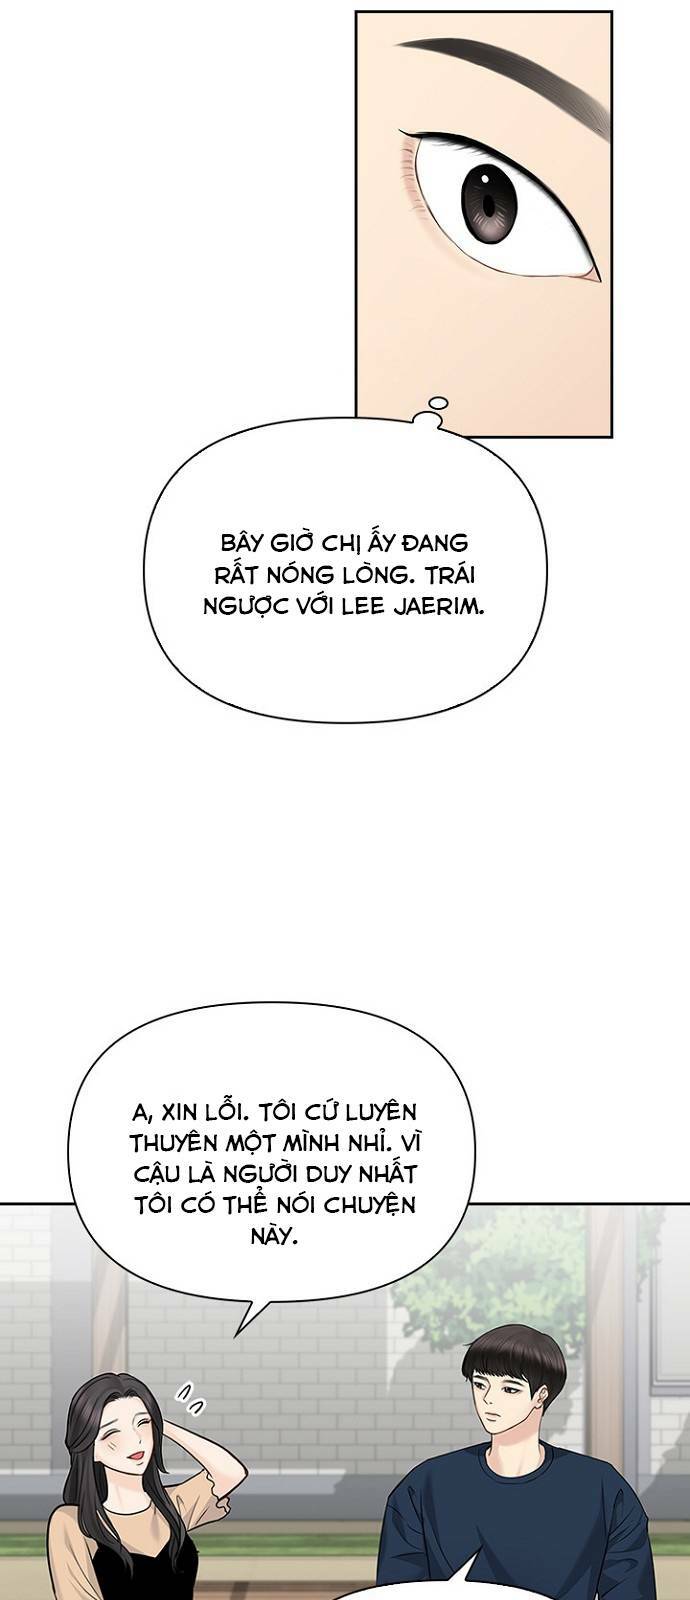 BÂY GIỜ CHỊ ẤY ĐANG
RẤT NÓNG LÒNG. TRÁI
NGƯỢC VỚI LEE JAERIM.
A, XIN LỖI. TÔI CỨ LUYÊN
THUYÊN MỘT MÌNH NHỈ. VÌ
CẬU LÀ NGƯỜI DUY NHẤT
TÔI CÓ THỂ NÓI CHUYỆN
NÀY.